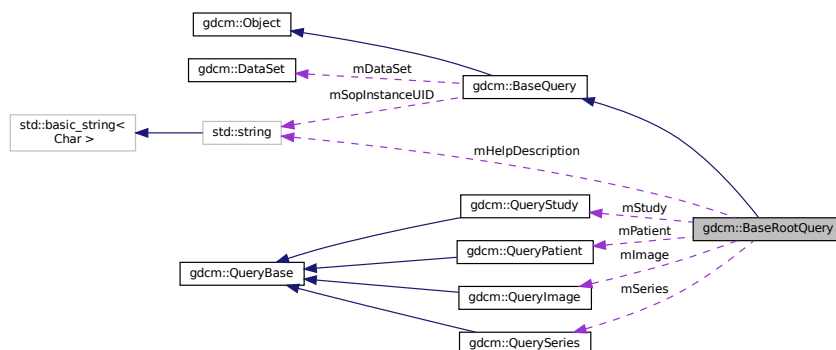 gdcm::Object
gdcm::DataSet
mDataSet
gdcm::BaseQuery
mSopInstanceUID
std::basic_string<
Char >
std::string
mHelpDescription
gdcm::QueryStudy
mStudy
gdcm::BaseRootQuery
mPatient
gdcm::QueryPatient
mImage
gdcm::QueryBase
gdcm::QueryImage
mSeries
gdcm::QuerySeries